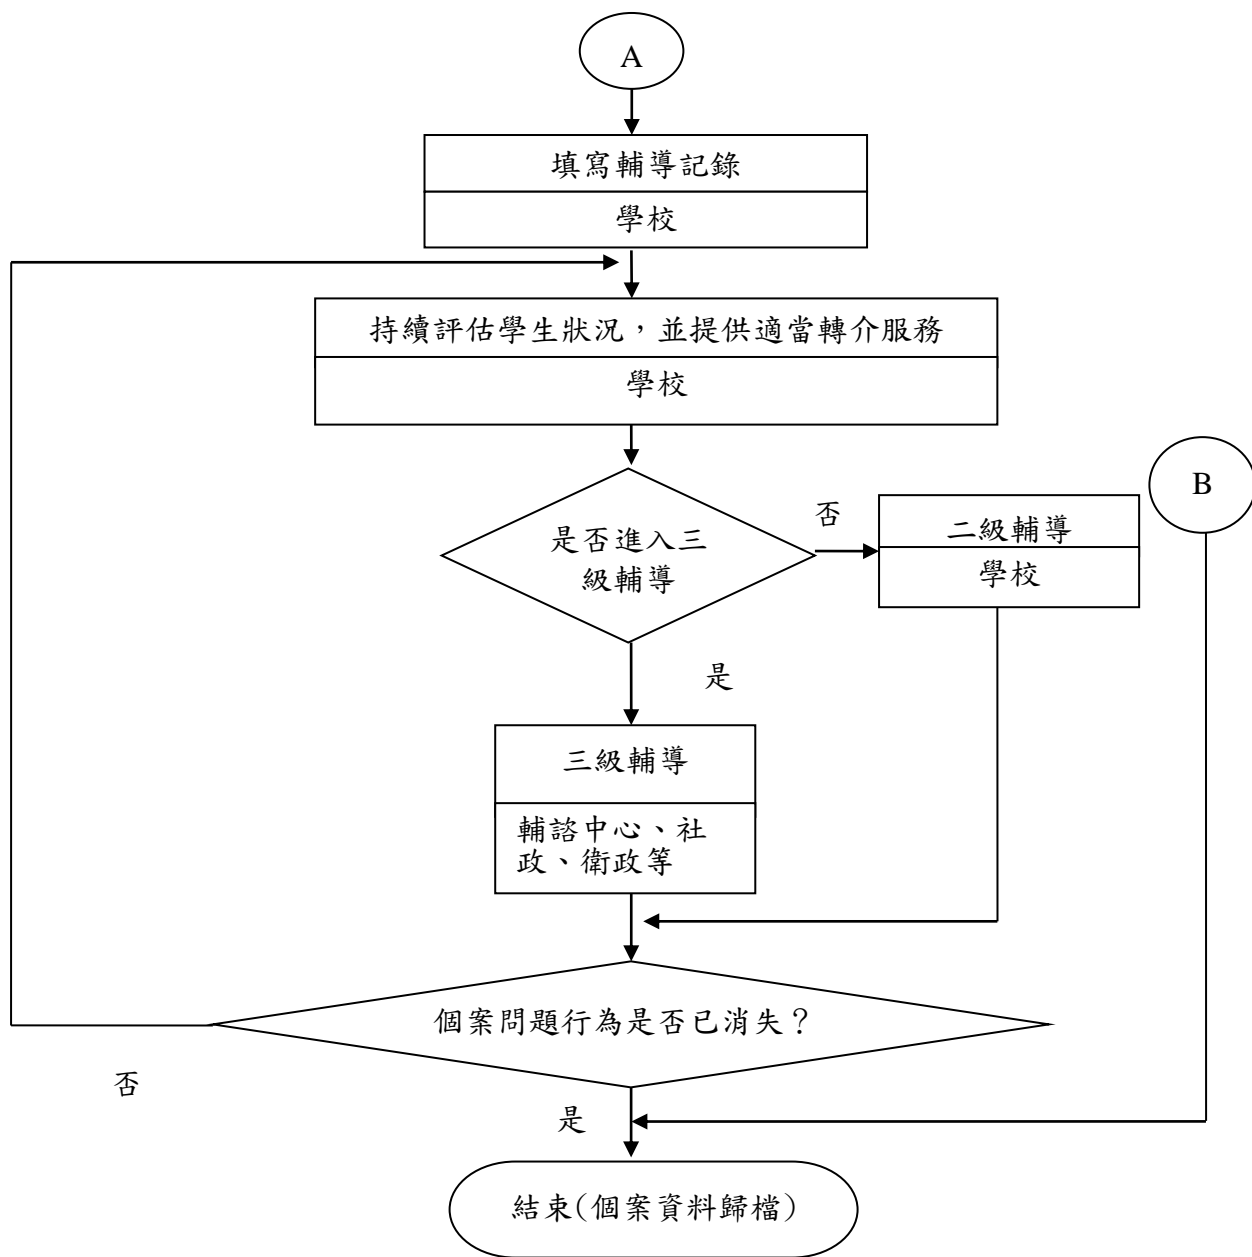 A
填寫輔導記錄
學校
持續評估學生狀況，並提供適當轉介服務
學校
B
否
二級輔導
學校
是否進入三
級輔導
是
三級輔導
輔諮中心、社
政、衛政等
個案問題行為是否已消失？
否
是
結束(個案資料歸檔)